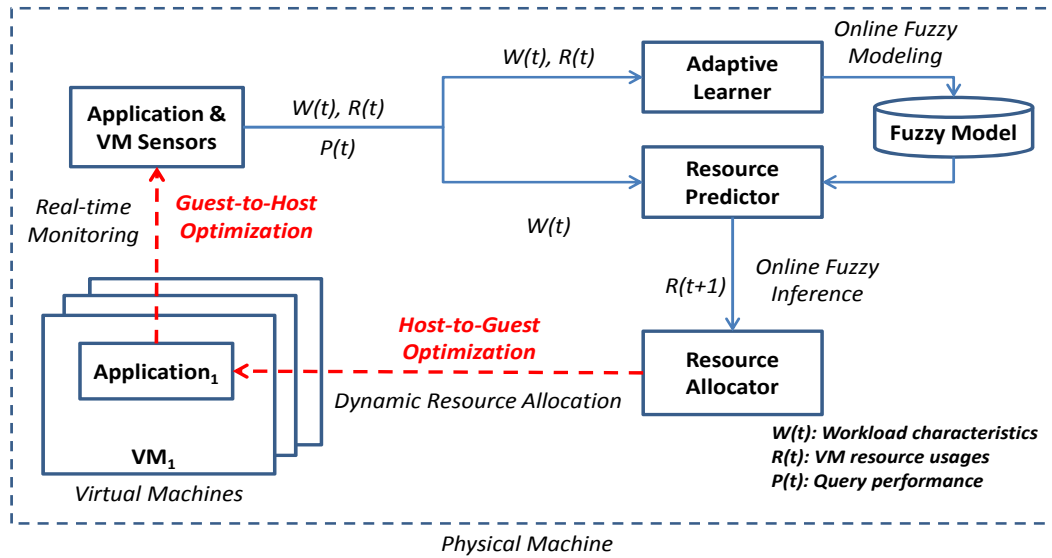 Online Fuzzy
Modeling
W(t), R(t)
Adaptive
Learner
Application &
VM Sensors
W(t), R(t)
P(t)
Fuzzy Model
Resource
Predictor
Real-time
Monitoring
Guest-to-Host
Optimization
W(t)
R(t+1)
Online Fuzzy
Inference
Host-to-Guest
Optimization
Application1
Resource
Allocator
Dynamic Resource Allocation
VM1
Virtual Machines
W(t): Workload characteristics
R(t): VM resource usages
P(t): Query performance
Physical Machine